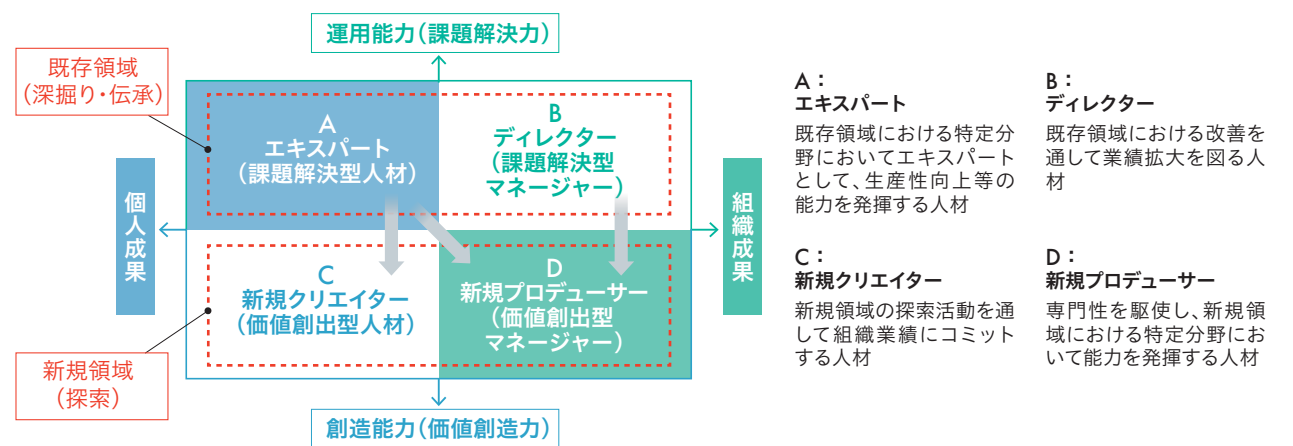 運用能力（課題解決力）
既存領域
（深掘り・伝承）
A
エキスパート
（課題解決型人材）
B
ディレクター
（課題解決型
マネージャー）
個人成果
組織成果
C
新規クリエイター
（価値創出型人材）
D
新規プロデューサー
（価値創出型
マネージャー）
新規領域
（探索）
創造能力（価値創造力）
A：
エキスパート
既存領域における特定分
野においてエキスパート
として、生産性向上等の
能力を発揮する人材
B：
ディレクター
既存領域における改善を
通して業績拡大を図る人
材
C：
新規クリエイター
新規領域の探索活動を通
して組織業績にコミット
する人材
D：
新規プロデューサー
専門性を駆使し、新規領
域における特定分野にお
いて能力を発揮する人材